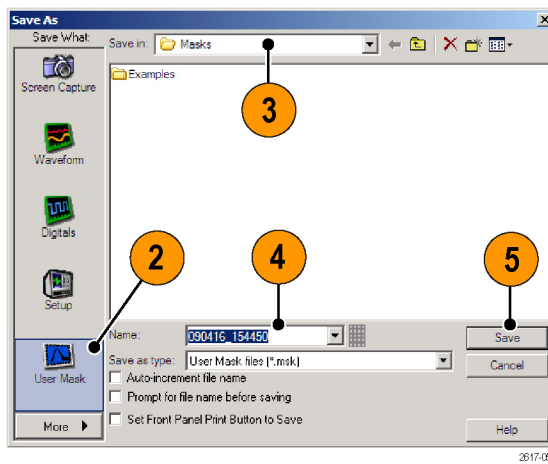 Save As
Save What:
Save in: Masks
Examples
Screen Capture
Waveform
Digitals
Setup
User Mask
More
3
2
4
5
Name: 090416_154450
Save as type: User Mask files (*.msk)
Auto-increment file name
Prompt for file name before saving
Set Front Panel Print Button to Save
Save
Cancel
Help